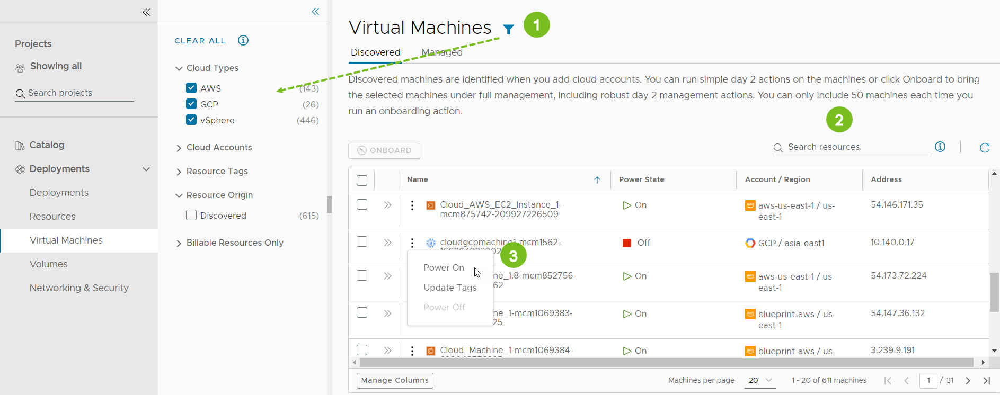 Projects
Showing all
Search projects
Catalog
Deployments
Deployments
Resources
Virtual Machines
Volumes
Networking & Security
CLEAR ALL
Cloud Types
AWS (143)
GCP (26)
vSphere (446)
Cloud Accounts
Resource Tags
Resource Origin
Discovered (615)
Billable Resources Only
Virtual Machines
1
Discovered Managed
Discovered machines are identified when you add cloud accounts. You can run simple day 2 actions on the machines or click Onboard to bring
the selected machines under full management, including robust day 2 management actions. You can only include 50 machines each time you
run an onboarding action.
2
ONBOARD
Search resources
Name Power State Account / Region Address
Cloud_AWS_EC2_Instance_1- On aws-us-east-1 / us- 54.146.171.35
mcm875742-209927226509 east-1
cloudgcpmachine1-mcm1562- Off GCP / asia-east1 10.140.0.17
3
Power On
Update Tags
Power Off
ne_1.8-mcm852756- On aws-us-east-1 / us- 54.173.72.224
62 east-1
ne_1-mcm1069383- On blueprint-aws / us- 54.147.36.132
25 east-1
Cloud_Machine_1-mcm1069384- On blueprint-aws / us- 3.239.9.191
Manage Columns
Machines per page 20 1 - 20 of 611 machines 1 / 31